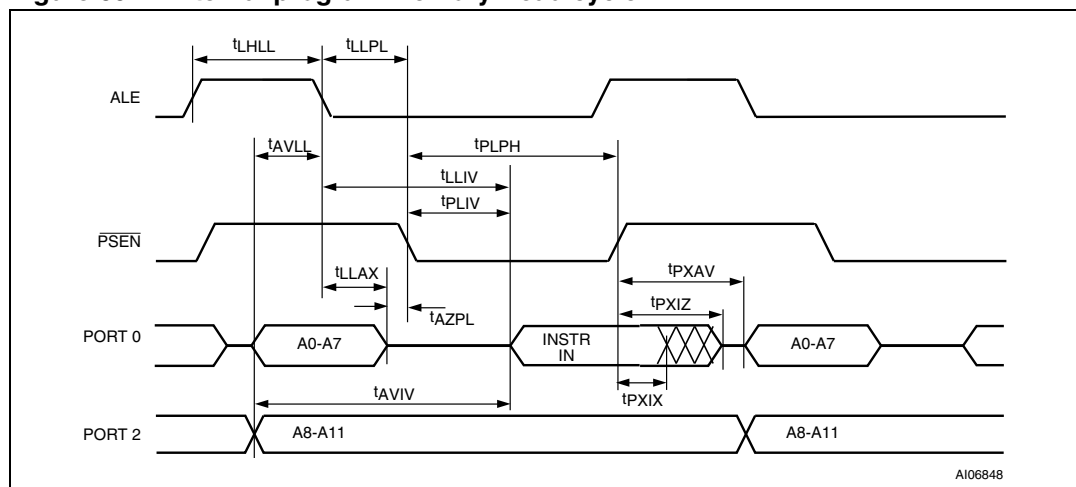 tLHLL
tLLPL
ALE
tAVLL
tPLPH
tLLIV
tPLIV
PSEN
tLLAX
tPXAV
tPXIZ
tAZPL
PORT 0
A0-A7
INSTR
IN
A0-A7
tAVIV
tPXIX
PORT 2
A8-A11
A8-A11
AI06848